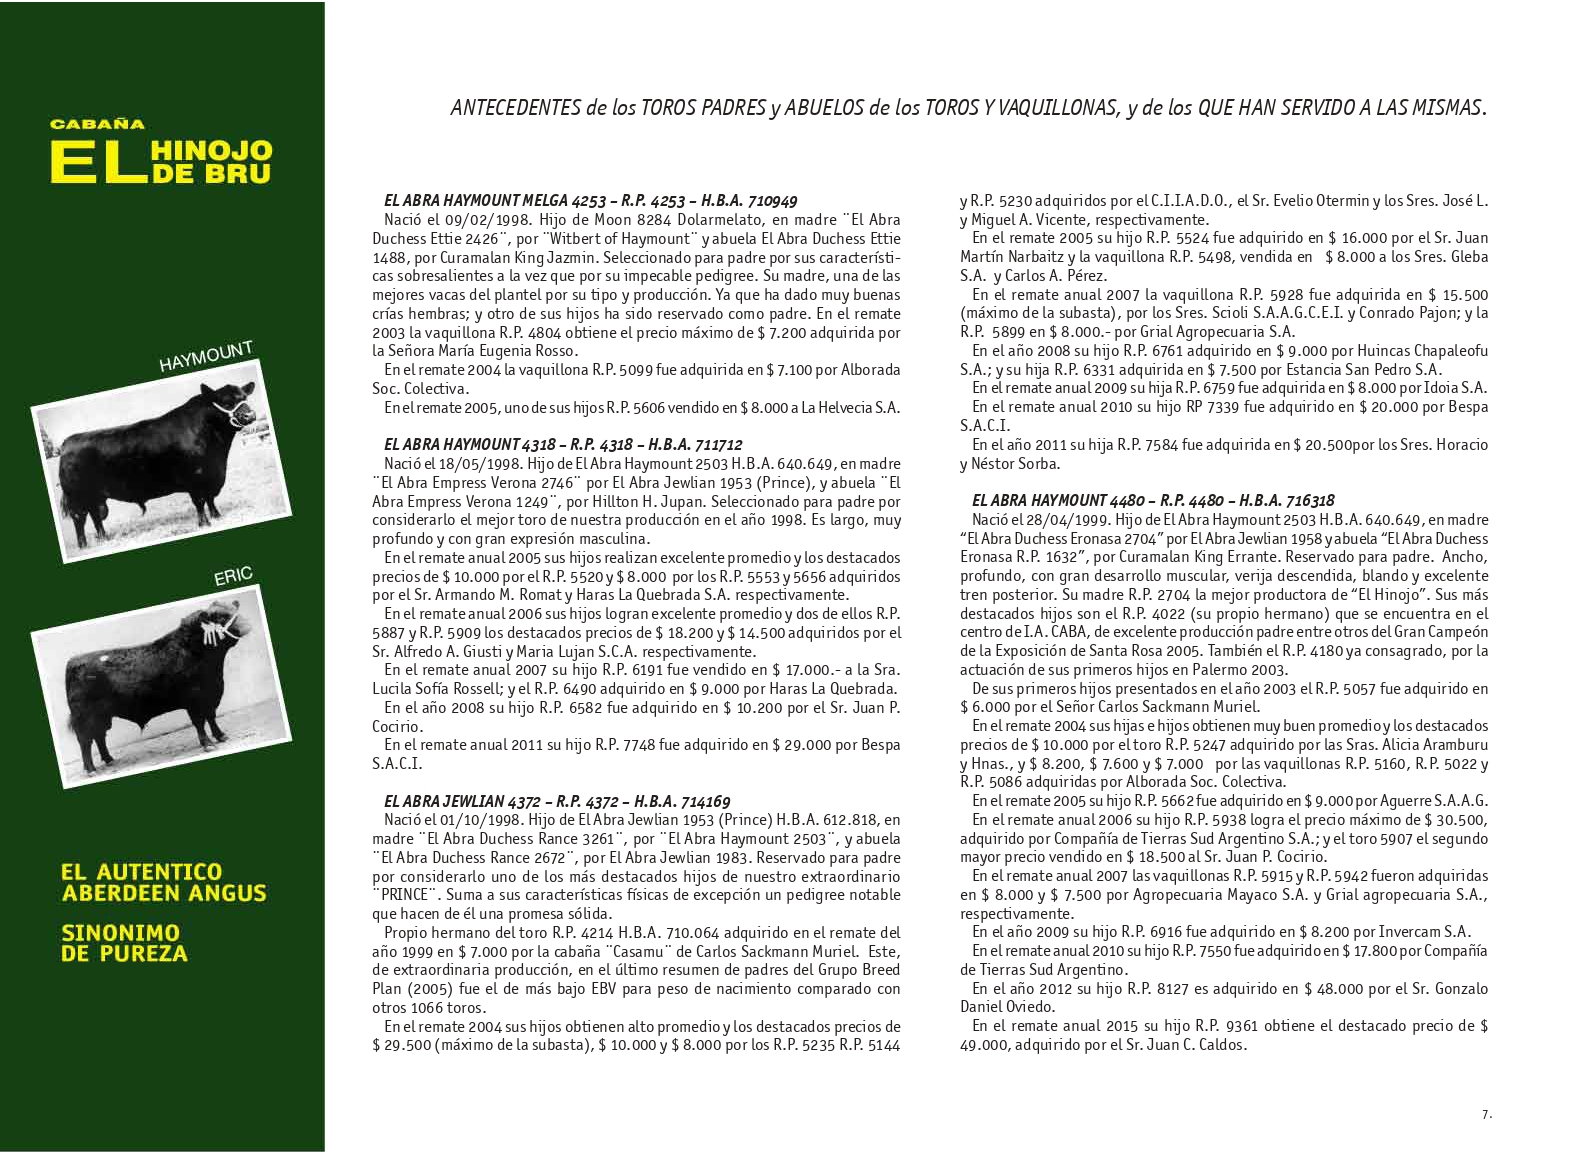 CABAÑA
EL HINOJO
DE BRU
HAYMOUNT
ERIC
EL AUTENTICO
ABERDEEN ANGUS
SINONIMO
DE PUREZA
ANTECEDENTES de los TOROS PADRES y ABUELOS de los TOROS Y VAQUILLONAS, y de los QUE HAN SERVIDO A LAS MISMAS.
EL ABRA HAYMOUNT MELGA 4253 – R.P. 4253 – H.B.A. 710949
Nació el 09/02/1998. Hijo de Moon 8284 Dolarmelato, en madre ¨El Abra
Duchess Ettie 2426¨, por ¨Witbert of Haymount¨ y abuela El Abra Duchess Ettie
1488, por Curamalan King Jazmin. Seleccionado para padre por sus característi-
cas sobresalientes a la vez que por su impecable pedigree. Su madre, una de las
mejores vacas del plantel por su tipo y producción. Ya que ha dado muy buenas
crías hembras; y otro de sus hijos ha sido reservado como padre. En el remate
2003 la vaquillona R.P. 4804 obtiene el precio máximo de $ 7.200 adquirida por
la Señora María Eugenia Rosso.
En el remate 2004 la vaquillona R.P. 5099 fue adquirida en $ 7.100 por Alborada
Soc. Colectiva.
En el remate 2005, uno de sus hijos R.P. 5606 vendido en $ 8.000 a La Helvecia S.A.
EL ABRA HAYMOUNT 4318 – R.P. 4318 – H.B.A. 711712
Nació el 18/05/1998. Hijo de El Abra Haymount 2503 H.B.A. 640.649, en madre
¨El Abra Empress Verona 2746¨ por El Abra Jewlian 1953 (Prince), y abuela ¨El
Abra Empress Verona 1249¨, por Hillton H. Jupan. Seleccionado para padre por
considerarlo el mejor toro de nuestra producción en el año 1998. Es largo, muy
profundo y con gran expresión masculina.
En el remate anual 2005 sus hijos realizan excelente promedio y los destacados
precios de $ 10.000 por el R.P. 5520 y $ 8.000 por los R.P. 5553 y 5656 adquiridos
por el Sr. Armando M. Romat y Haras La Quebrada S.A. respectivamente.
En el remate anual 2006 sus hijos logran excelente promedio y dos de ellos R.P.
5887 y R.P. 5909 los destacados precios de $ 18.200 y $ 14.500 adquiridos por el
Sr. Alfredo A. Giusti y Maria Lujan S.C.A. respectivamente.
En el remate anual 2007 su hijo R.P. 6191 fue vendido en $ 17.000.- a la Sra.
Lucila Sofía Rossell; y el R.P. 6490 adquirido en $ 9.000 por Haras La Quebrada.
En el año 2008 su hijo R.P. 6582 fue adquirido en $ 10.200 por el Sr. Juan P.
Cocirio.
En el remate anual 2011 su hijo R.P. 7748 fue adquirido en $ 29.000 por Bespa
S.A.C.I.
EL ABRA JEWLIAN 4372 – R.P. 4372 – H.B.A. 714169
Nació el 01/10/1998. Hijo de El Abra Jewlian 1953 (Prince) H.B.A. 612.818, en
madre ¨El Abra Duchess Rance 3261¨, por ¨El Abra Haymount 2503¨, y abuela
¨El Abra Duchess Rance 2672¨, por El Abra Jewlian 1983. Reservado para padre
por considerarlo uno de los más destacados hijos de nuestro extraordinario
¨PRINCE¨. Suma a sus características físicas de excepción un pedigree notable
que hacen de él una promesa sólida.
Propio hermano del toro R.P. 4214 H.B.A. 710.064 adquirido en el remate del
año 1999 en $ 7.000 por la cabaña ¨Casamu¨ de Carlos Sackmann Muriel. Este,
de extraordinaria producción, en el último resumen de padres del Grupo Breed
Plan (2005) fue el de más bajo EBV para peso de nacimiento comparado con
otros 1066 toros.
En el remate 2004 sus hijos obtienen alto promedio y los destacados precios de
$ 29.500 (máximo de la subasta), $ 10.000 y $ 8.000 por los R.P. 5235 R.P. 5144
y R.P. 5230 adquiridos por el C.I.I.A.D.O., el Sr. Evelio Otermin y los Sres. José L.
y Miguel A. Vicente, respectivamente.
En el remate 2005 su hijo R.P. 5524 fue adquirido en $ 16.000 por el Sr. Juan
Martín Narbaitz y la vaquillona R.P. 5498, vendida en $ 8.000 a los Sres. Gleba
S.A. y Carlos A. Pérez.
En el remate anual 2007 la vaquillona R.P. 5928 fue adquirida en $ 15.500
(máximo de la subasta), por los Sres. Scioli S.A.A.G.C.E.I. y Conrado Pajon; y la
R.P. 5899 en $ 8.000.- por Grial Agropecuaria S.A.
En el año 2008 su hijo R.P. 6761 adquirido en $ 9.000 por Huincas Chapaleofu
S.A.; y su hija R.P. 6331 adquirida en $ 7.500 por Estancia San Pedro S.A.
En el remate anual 2009 su hija R.P. 6759 fue adquirida en $ 8.000 por Idoia S.A.
En el remate anual 2010 su hijo RP 7339 fue adquirido en $ 20.000 por Bespa
S.A.C.I.
En el año 2011 su hija R.P. 7584 fue adquirida en $ 20.500por los Sres. Horacio
y Néstor Sorba.
EL ABRA HAYMOUNT 4480 – R.P. 4480 – H.B.A. 716318
Nació el 28/04/1999. Hijo de El Abra Haymount 2503 H.B.A. 640.649, en madre
“El Abra Duchess Eronasa 2704” por El Abra Jewlian 1958 y abuela “El Abra Duchess
Eronasa R.P. 1632”, por Curamalan King Errante. Reservado para padre. Ancho,
profundo, con gran desarrollo muscular, verija descendida, blando y excelente
tren posterior. Su madre R.P. 2704 la mejor productora de “El Hinojo”. Sus más
destacados hijos son el R.P. 4022 (su propio hermano) que se encuentra en el
centro de I.A. CABA, de excelente producción padre entre otros del Gran Campeón
de la Exposición de Santa Rosa 2005. También el R.P. 4180 ya consagrado, por la
actuación de sus primeros hijos en Palermo 2003.
De sus primeros hijos presentados en el año 2003 el R.P. 5057 fue adquirido en
$ 6.000 por el Señor Carlos Sackmann Muriel.
En el remate 2004 sus hijas e hijos obtienen muy buen promedio y los destacados
precios de $ 10.000 por el toro R.P. 5247 adquirido por las Sras. Alicia Aramburu
y Hnas., y $ 8.200, $ 7.600 y $ 7.000 por las vaquillonas R.P. 5160, R.P. 5022 y
R.P. 5086 adquiridas por Alborada Soc. Colectiva.
En el remate 2005 su hijo R.P. 5662 fue adquirido en $ 9.000 por Aguerre S.A.A.G.
En el remate anual 2006 su hijo R.P. 5938 logra el precio máximo de $ 30.500,
adquirido por Compañía de Tierras Sud Argentino S.A.; y el toro 5907 el segundo
mayor precio vendido en $ 18.500 al Sr. Juan P. Cocirio.
En el remate anual 2007 las vaquillonas R.P. 5915 y R.P. 5942 fueron adquiridas
en $ 8.000 y $ 7.500 por Agropecuaria Mayaco S.A. y Grial agropecuaria S.A.,
respectivamente.
En el año 2009 su hijo R.P. 6916 fue adquirido en $ 8.200 por Invercam S.A.
En el remate anual 2010 su hijo R.P. 7550 fue adquirido en $ 17.800 por Compañía
de Tierras Sud Argentino.
En el año 2012 su hijo R.P. 8127 es adquirido en $ 48.000 por el Sr. Gonzalo
Daniel Oviedo.
En el remate anual 2015 su hijo R.P. 9361 obtiene el destacado precio de $
49.000, adquirido por el Sr. Juan C. Caldos.
7.